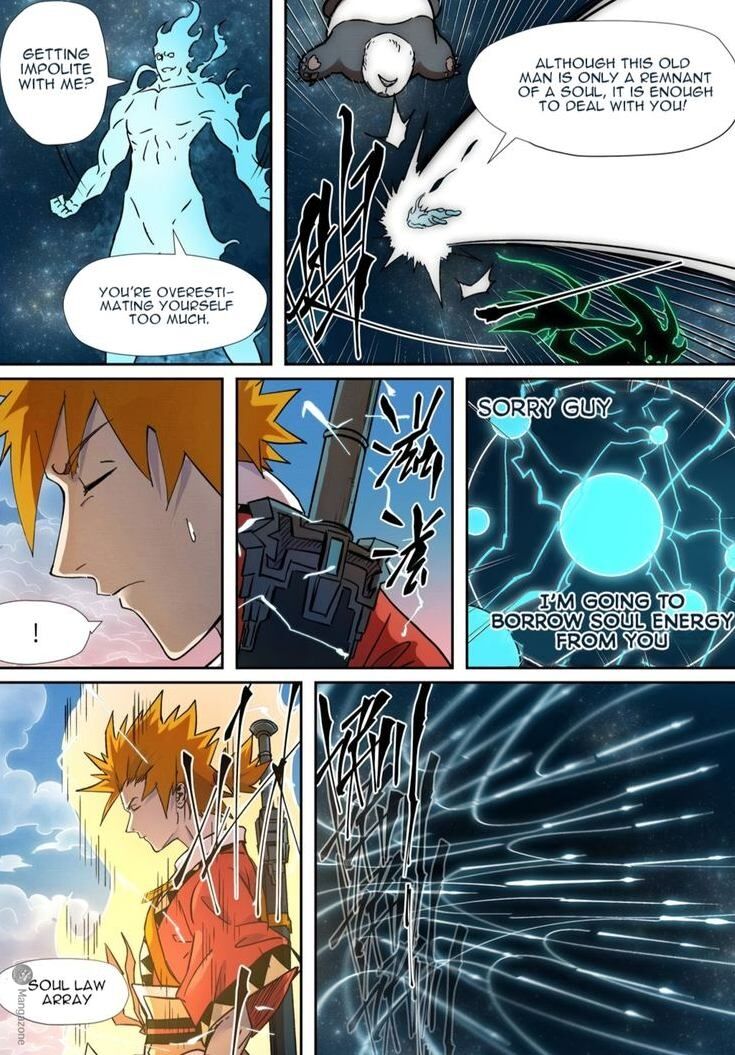 GETTING
IMPOLITE
WITH ME?
ALTHOUGH THIS OLD
MAN IS ONLY A REMNANT
OF A SOUL, IT IS ENOUGH
TO DEAL WITH YOU!
YOU'RE OVERESTI-
MATING YOURSELF
TOO MUCH.
!
SORRY GUY
I'M GOING TO
BORROW SOUL ENERGY
FROM YOU
SOUL LAW
ARRAY
Mangazone